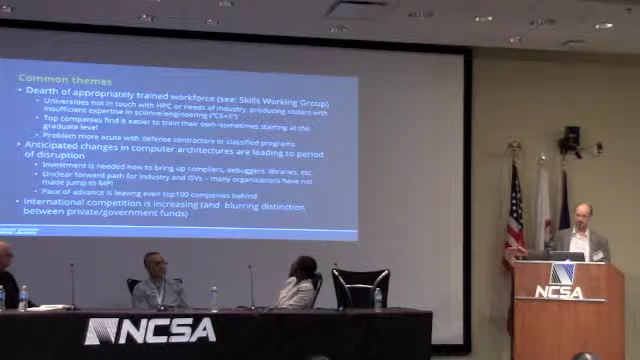 Common themes
Dearth of appropriately trained workforce (see: Skills Working Group)
Universities not in touch with HPC or needs of industry, producing coders with
insufficient expertise in science/engineering ("CS+X")
Top companies find it easier to train their own–sometimes starting at the
graduate level
Problem more acute with defense contractors or classified programs
Anticipated changes in computer architectures are leading to period
of disruption
Investment is needed now to bring up compilers, debuggers, libraries, etc.
Unclear forward path for industry and ISVs – many organizations have not
made jump to MPI
Pace of advance is leaving even top100 companies behind
International competition is increasing (and blurring distinction
between private/government funds)
NCSA
NCSA